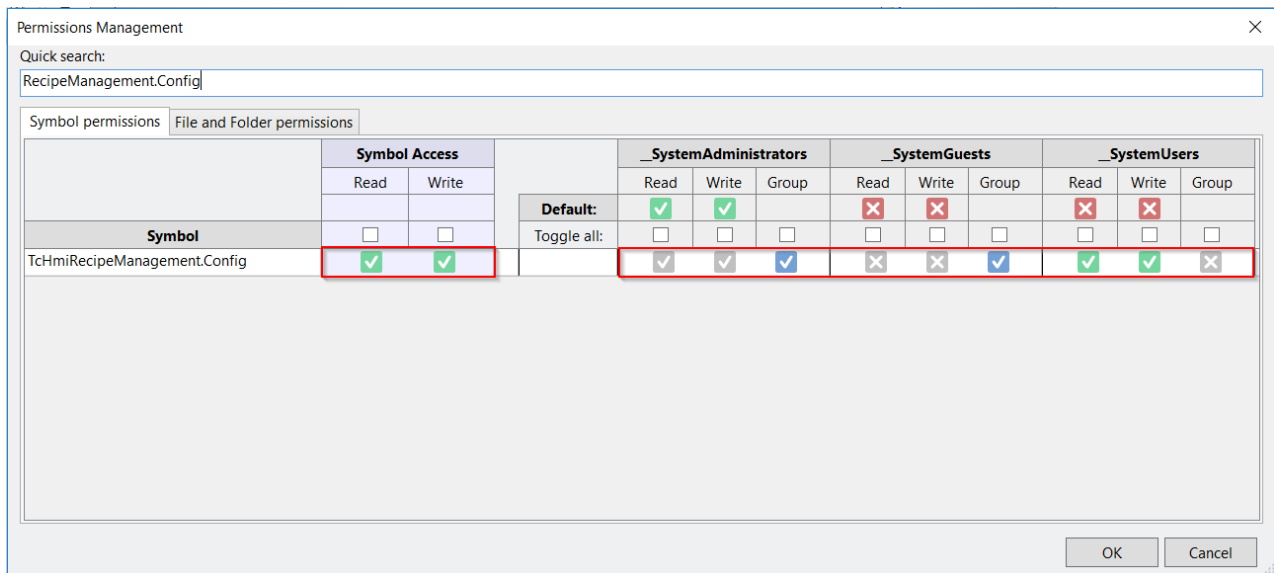 Permissions Management
Quick search:
RecipeManagement.Config
Symbol permissions File and Folder permissions
Symbol Access __SystemAdministrators __SystemGuests __SystemUsers
Read Write Read Write Group Read Write Group Read Write Group
Default:
Symbol Toggle all:
TcHmiRecipeManagement.Config
OK Cancel